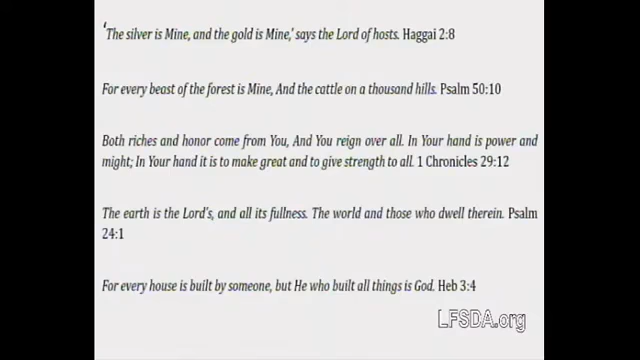 ‘The silver is Mine, and the gold is Mine,’ says the Lord of hosts. Haggai 2:8
For every beast of the forest is Mine, And the cattle on a thousand hills. Psalm 50:10
Both riches and honor come from You, And You reign over all. In Your hand is power and
might; In Your hand it is to make great and to give strength to all. 1 Chronicles 29:12
The earth is the Lord's, and all its fullness. The world and those who dwell therein. Psalm
24:1
For every house is built by someone, but He who built all things is God. Heb 3:4
LFSDA.org